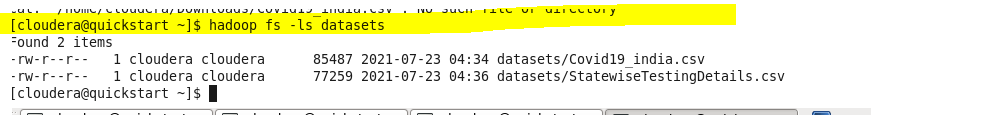 cat: `/home/cloudera/Downloads/Covid19_india.csv': No such file or directory
[cloudera@quickstart ~]$ hadoop fs -ls datasets
Found 2 items
-rw-r--r--   1 cloudera cloudera      85487 2021-07-23 04:34 datasets/Covid19_india.csv
-rw-r--r--   1 cloudera cloudera      77259 2021-07-23 04:36 datasets/StatewiseTestingDetails.csv
[cloudera@quickstart ~]$